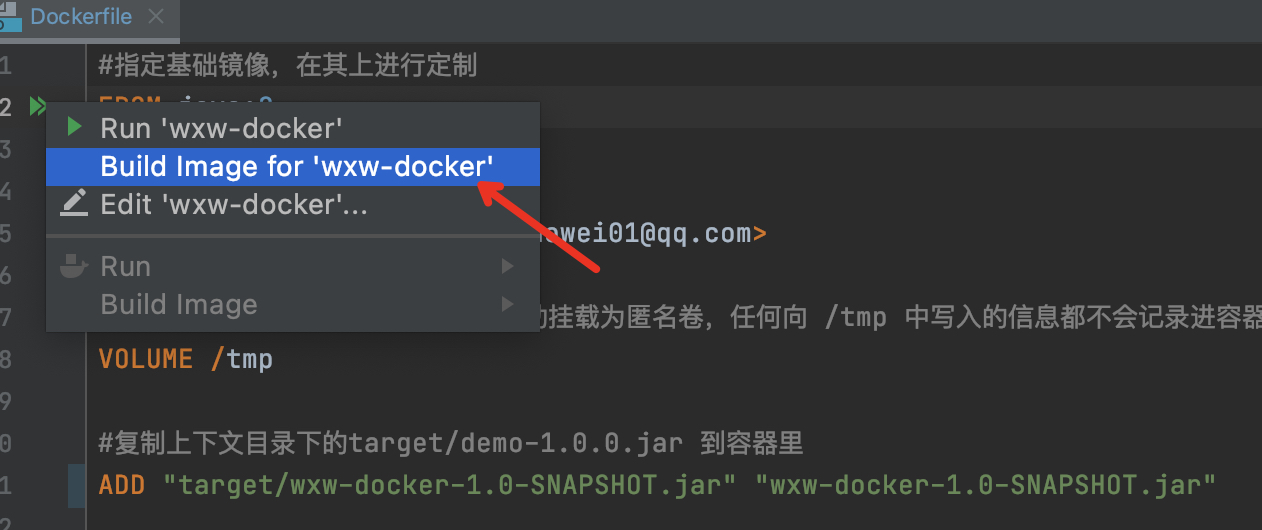 Dockerfile
1 #指定基础镜像，在其上进行定制
2
Run 'wxw-docker'
3
Build Image for 'wxw-docker'
4
Edit 'wxw-docker'...
5 owei01@qq.com>
6
Run
Build Image
7 挂载为匿名卷，任何向 /tmp 中写入的信息都不会记录进容器
8 VOLUME /tmp
9
0 #复制上下文目录下的target/demo-1.0.0.jar 到容器里
1 ADD "target/wxw-docker-1.0-SNAPSHOT.jar" "wxw-docker-1.0-SNAPSHOT.jar"
2